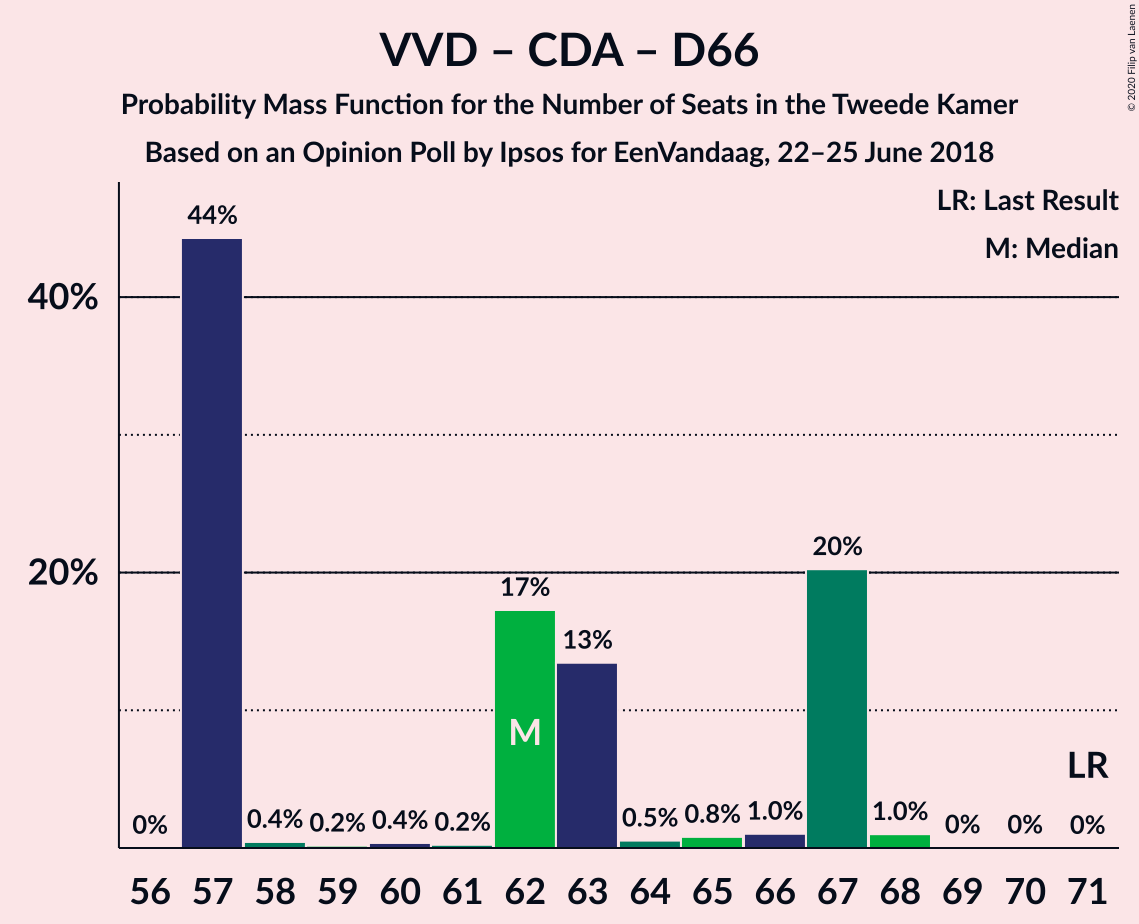 VVD – CDA – D66
Probability Mass Function for the Number of Seats in the Tweede Kamer
Based on an Opinion Poll by Ipsos for EenVandaag, 22–25 June 2018
© 2020 Filip van Laenen
LR: Last Result
M: Median
40%
20%
0%
44%
0.4%
0.2%
0.4%
0.2%
17%
13%
0.5%
0.8%
1.0%
20%
1.0%
0%
0%
0%
M
LR
56 57 58 59 60 61 62 63 64 65 66 67 68 69 70 71